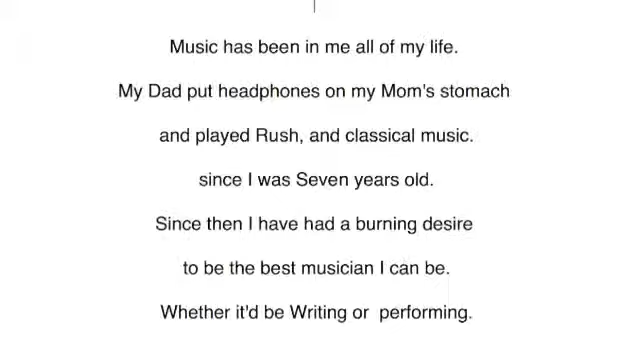 Music has been in me all of my life.
My Dad put headphones on my Mom's stomach
and played Rush, and classical music.
since I was Seven years old.
Since then I have had a burning desire
to be the best musician I can be.
Whether it'd be Writing or  performing.